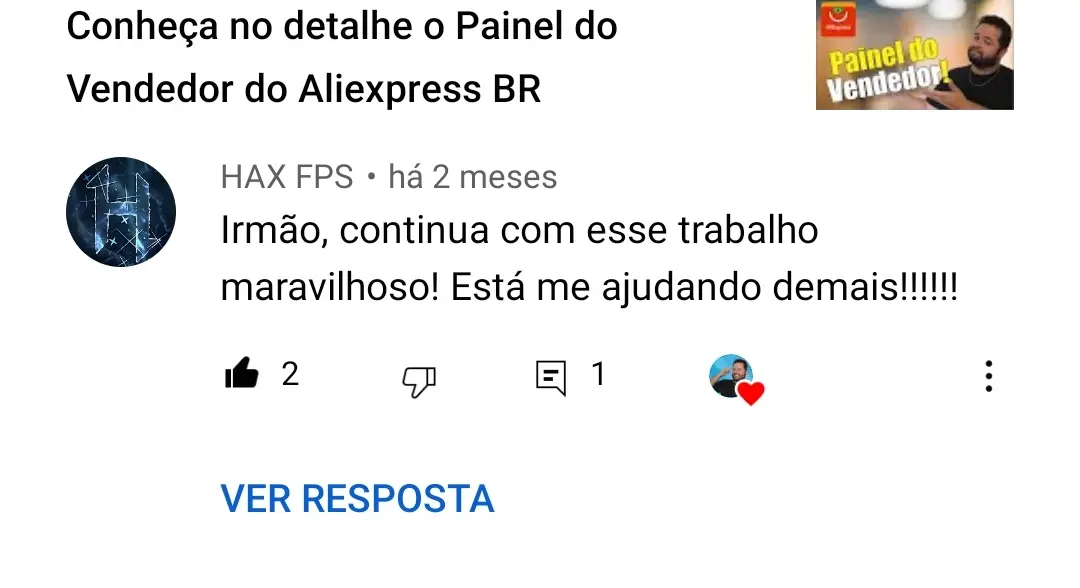 Conheça no detalhe o Painel do
Vendedor do Aliexpress BR
Painel do
Vendedor!
HAX FPS • há 2 meses
Irmão, continua com esse trabalho
maravilhoso! Está me ajudando demais!!!!!!
2
1
VER RESPOSTA